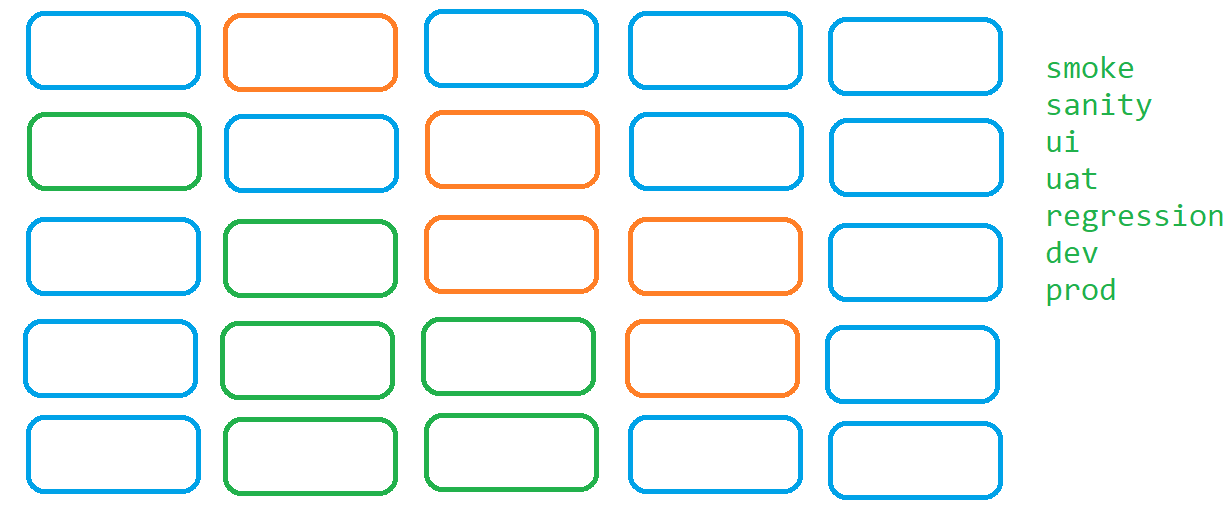 smoke
sanity
ui
uat
regression
dev
prod